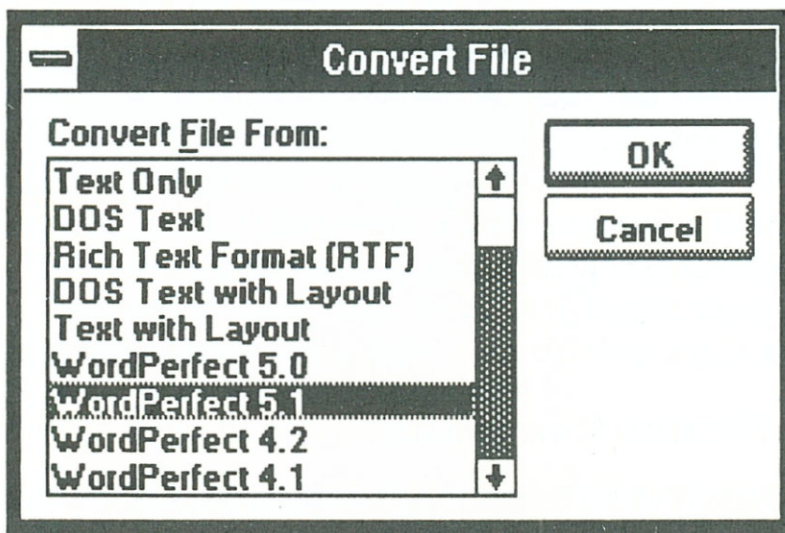 Convert File
Convert File From:
Text Only
DOS Text
Rich Text Format (RTF)
DOS Text with Layout
Text with Layout
WordPerfect 5.0
WordPerfect 5.1
WordPerfect 4.2
WordPerfect 4.1
OK
Cancel